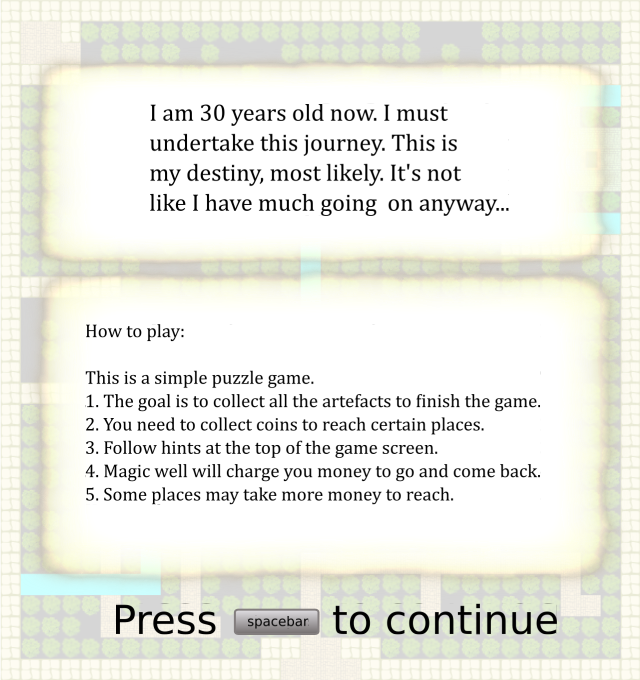 I am 30 years old now. I must
undertake this journey. This is
my destiny, most likely. It's not
like I have much going  on anyway...
How to play:
This is a simple puzzle game.
1. The goal is to collect all the artefacts to finish the game.
2. You need to collect coins to reach certain places.
3. Follow hints at the top of the game screen.
4. Magic well will charge you money to go and come back.
5. Some places may take more money to reach.
Press spacebar to continue